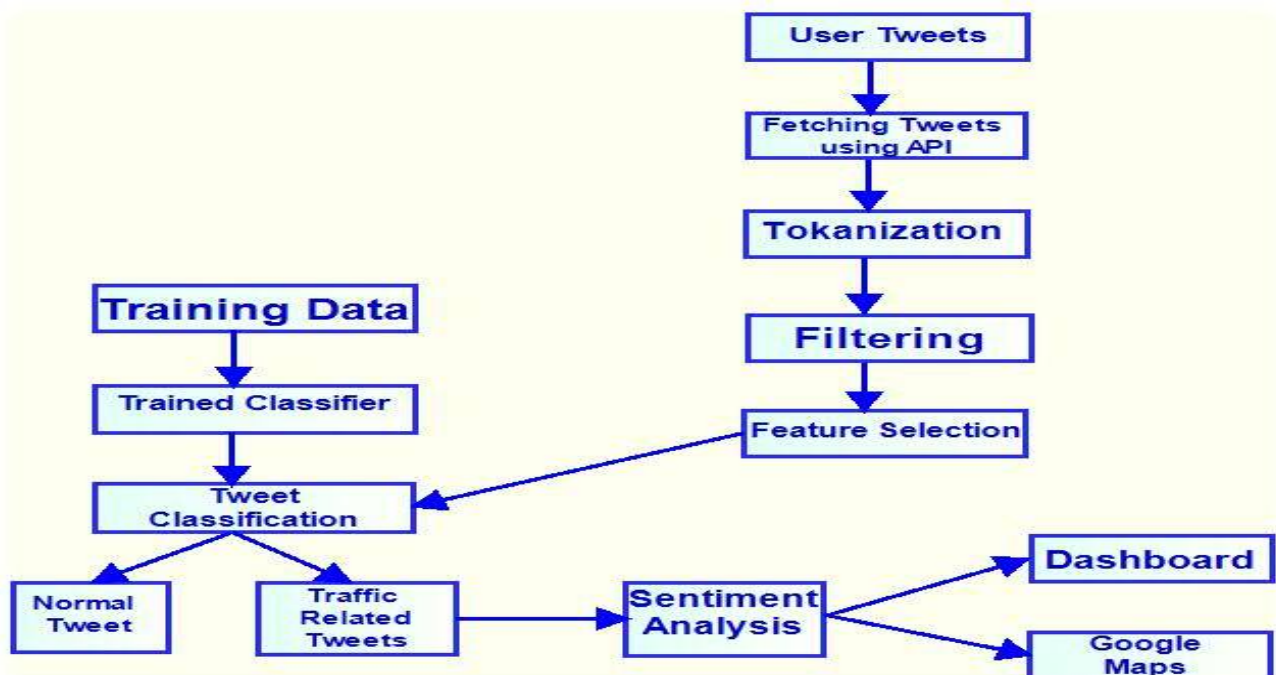 User Tweets
Fetching Tweets
using API
Tokanization
Filtering
Feature Selection
Training Data
Trained Classifier
Tweet
Classification
Normal
Tweet
Traffic
Related
Tweets
Sentiment
Analysis
Dashboard
Google
Maps